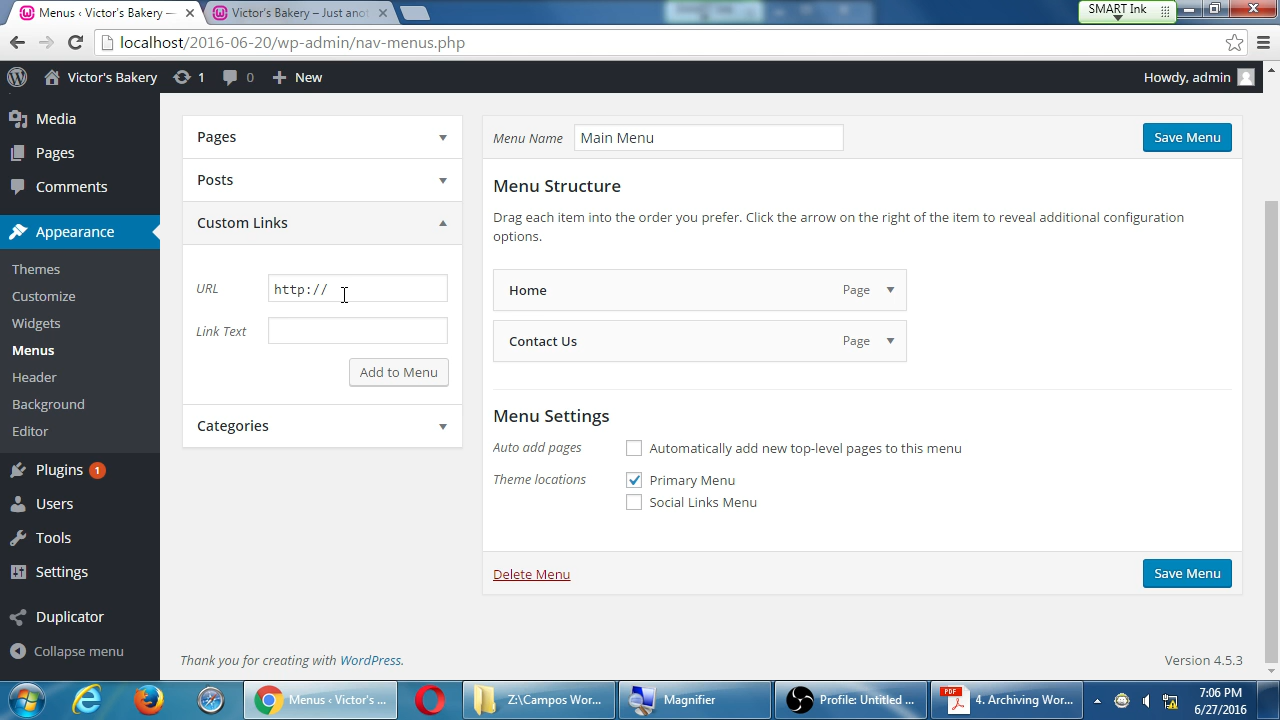 Menus ‹ Victor's Bakery —
Victor's Bakery – Just anot
SMART Ink
localhost/2016-06-20/wp-admin/nav-menus.php
Victor's Bakery
1
0
New
Howdy, admin
Media
Pages
Comments
Appearance
Themes
Customize
Widgets
Menus
Header
Background
Editor
Plugins 1
Users
Tools
Settings
Duplicator
Collapse menu
Pages
Posts
Custom Links
URL http://
Link Text
Add to Menu
Categories
Menu Name Main Menu
Save Menu
Menu Structure
Drag each item into the order you prefer. Click the arrow on the right of the item to reveal additional configuration
options.
Home Page
Contact Us Page
Menu Settings
Auto add pages Automatically add new top-level pages to this menu
Theme locations Primary Menu
Social Links Menu
Delete Menu
Save Menu
Thank you for creating with WordPress.
Version 4.5.3
Menus ‹ Victor's ...
Z:\Campos Wor...
Magnifier
Profile: Untitled ...
PDF
4. Archiving Wor...
7:06 PM
6/27/2016